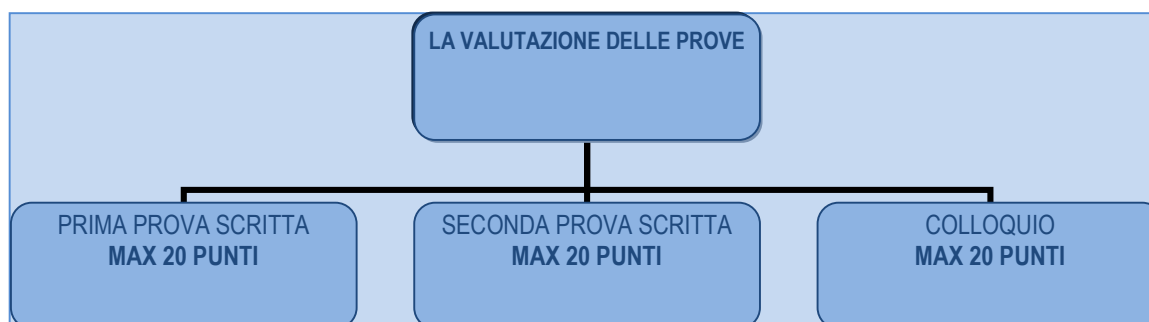 LA VALUTAZIONE DELLE PROVE
PRIMA PROVA SCRITTA
MAX 20 PUNTI
SECONDA PROVA SCRITTA
MAX 20 PUNTI
COLLOQUIO
MAX 20 PUNTI